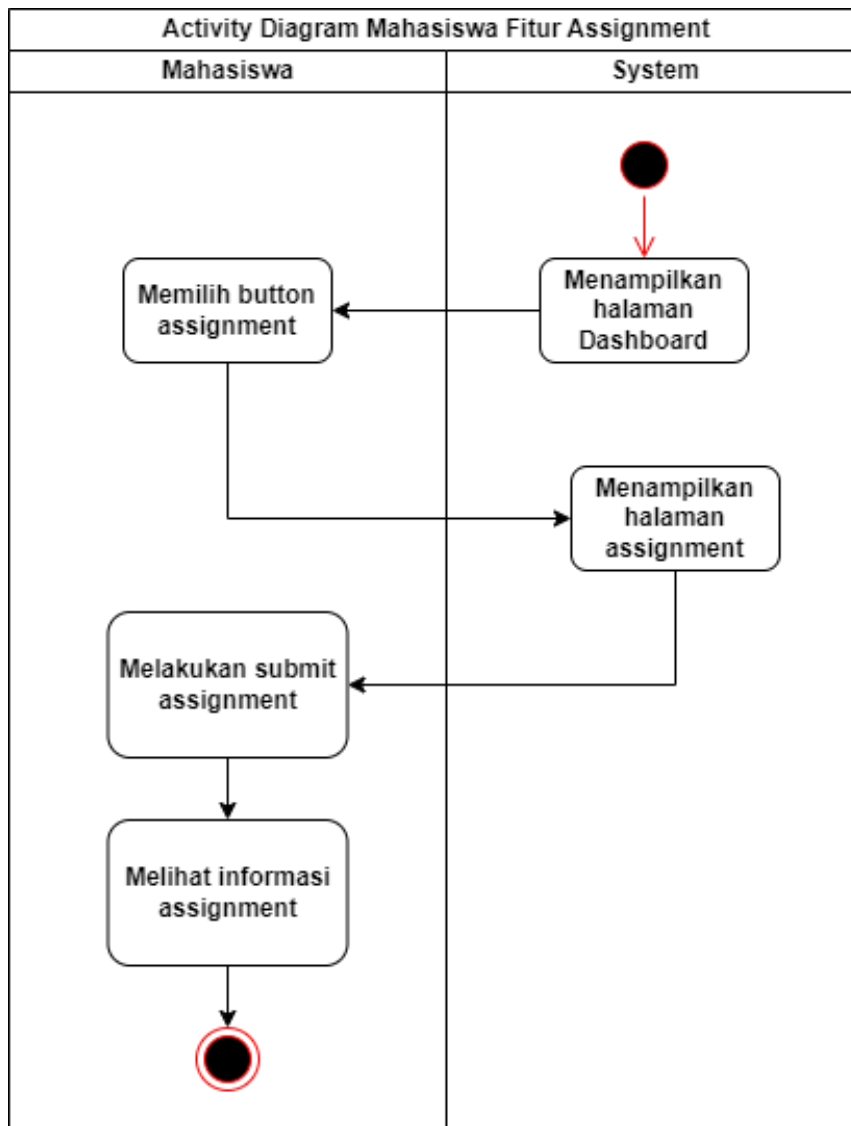 Activity Diagram Mahasiswa Fitur Assignment
Mahasiswa
System
Menampilkan
halaman
Dashboard
Memilih button
assignment
Menampilkan
halaman
assignment
Melakukan submit
assignment
Melihat informasi
assignment